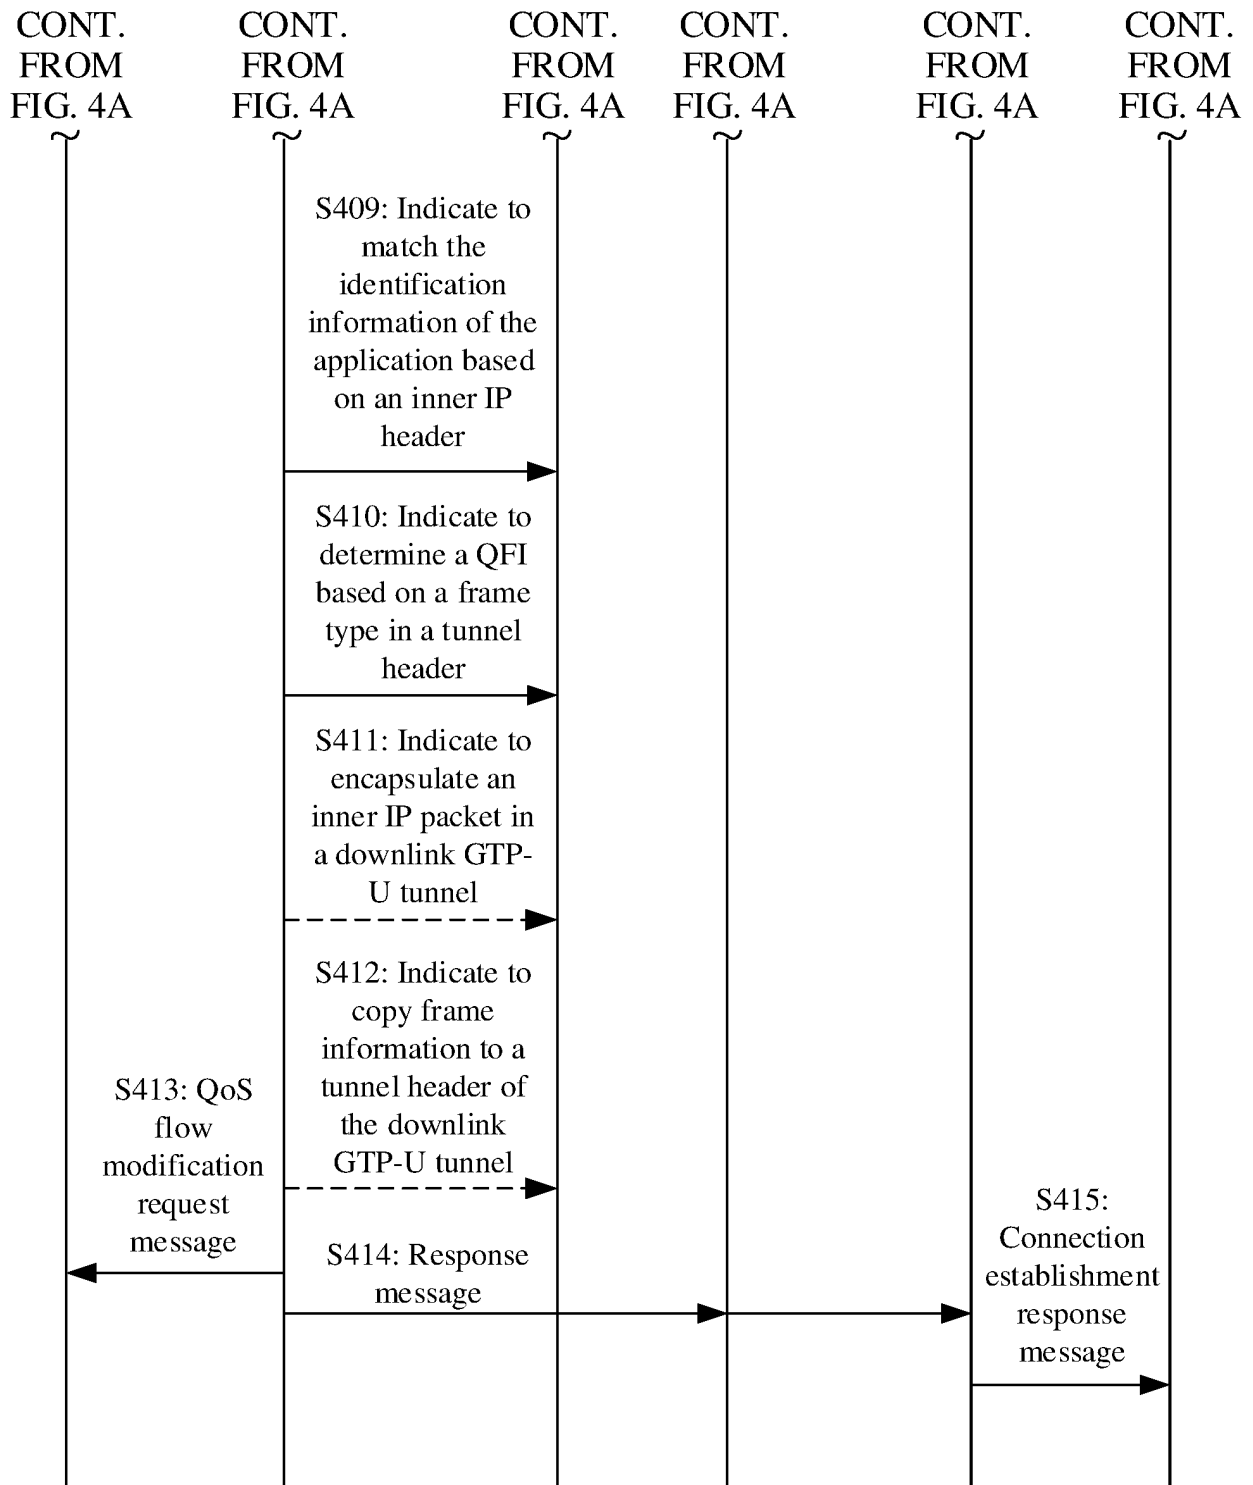 CONT.
FROM
FIG. 4A
CONT.
FROM
FIG. 4A
CONT.
FROM
FIG. 4A
CONT.
FROM
FIG. 4A
CONT.
FROM
FIG. 4A
CONT.
FROM
FIG. 4A
S409: Indicate to
match the
identification
information of the
application based
on an inner IP
header
S410: Indicate to
determine a QFI
based on a frame
type in a tunnel
header
S411: Indicate to
encapsulate an
inner IP packet in
a downlink GTP-
U tunnel
S412: Indicate to
copy frame
information to a
tunnel header of
the downlink
GTP-U tunnel
S413: QoS
flow
modification
request
message
S414: Response
message
S415:
Connection
establishment
response
message